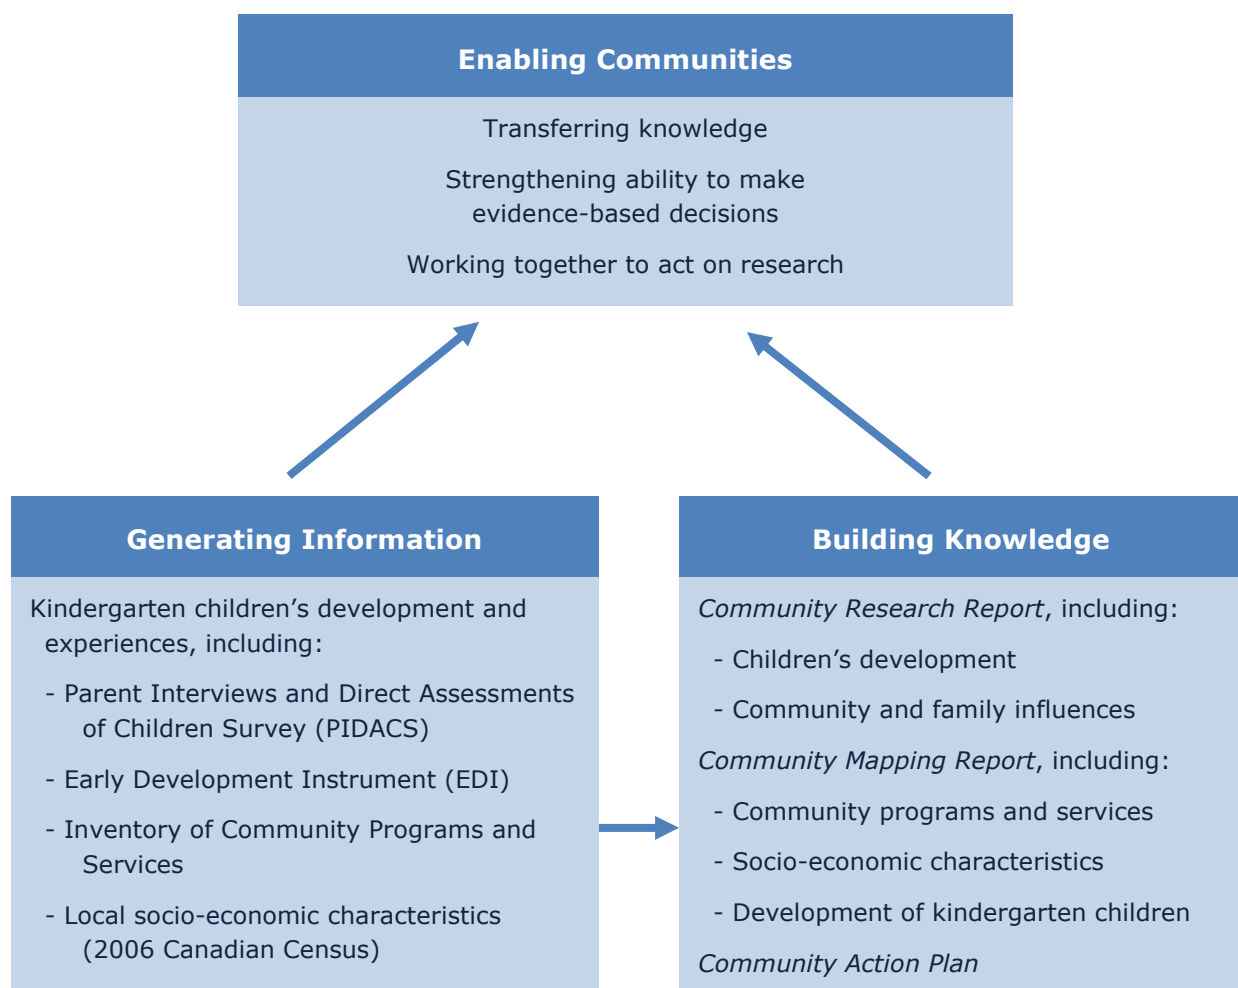 Enabling Communities
Transferring knowledge
Strengthening ability to make
evidence-based decisions
Working together to act on research
Generating Information
Kindergarten children’s development and
experiences, including:
- Parent Interviews and Direct Assessments
of Children Survey (PIDACS)
- Early Development Instrument (EDI)
- Inventory of Community Programs and
Services
- Local socio-economic characteristics
(2006 Canadian Census)
Building Knowledge
Community Research Report, including:
- Children’s development
- Community and family influences
Community Mapping Report, including:
- Community programs and services
- Socio-economic characteristics
- Development of kindergarten children
Community Action Plan